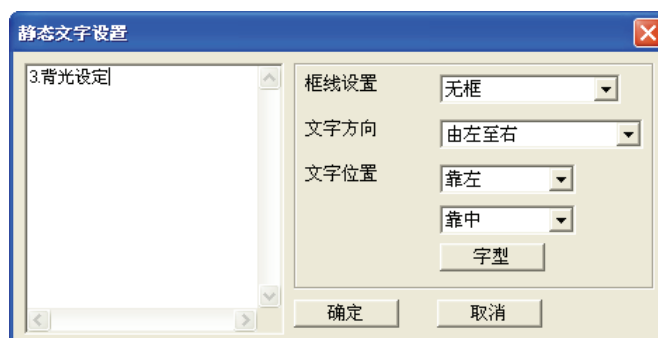 静态文字设置
3.背光设定
框线设置
无框
文字方向
由左至右
文字位置
靠左
靠中
字型
确定
取消